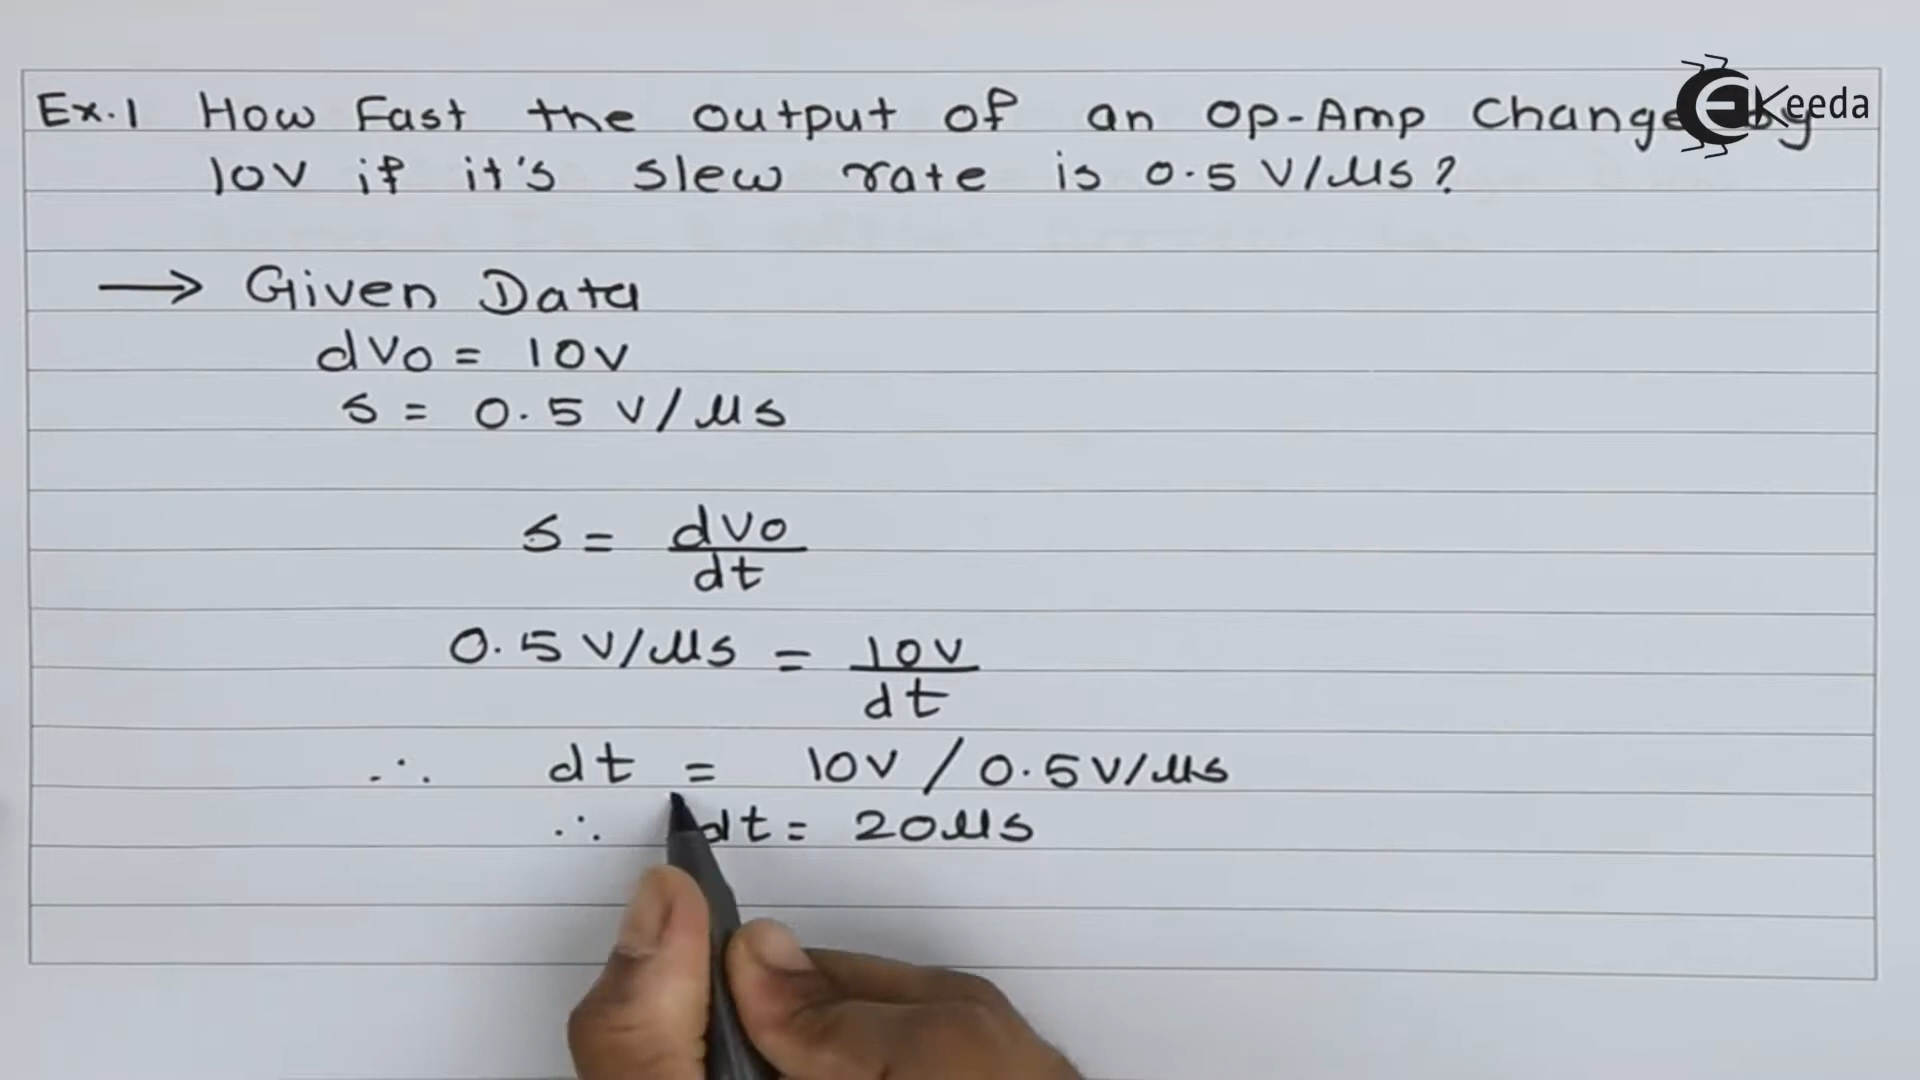 Ex.1 How Fast the output of an Op-Amp Change by
EKeeda
10V if it's slew rate is 0.5 V/μs?
→ Given Data
dVo = 10V
S = 0.5 V/μs
S = dVo
dt
0.5 V/μs = 10V
dt
∴ dt = 10V / 0.5V/μs
∴ dt = 20μs